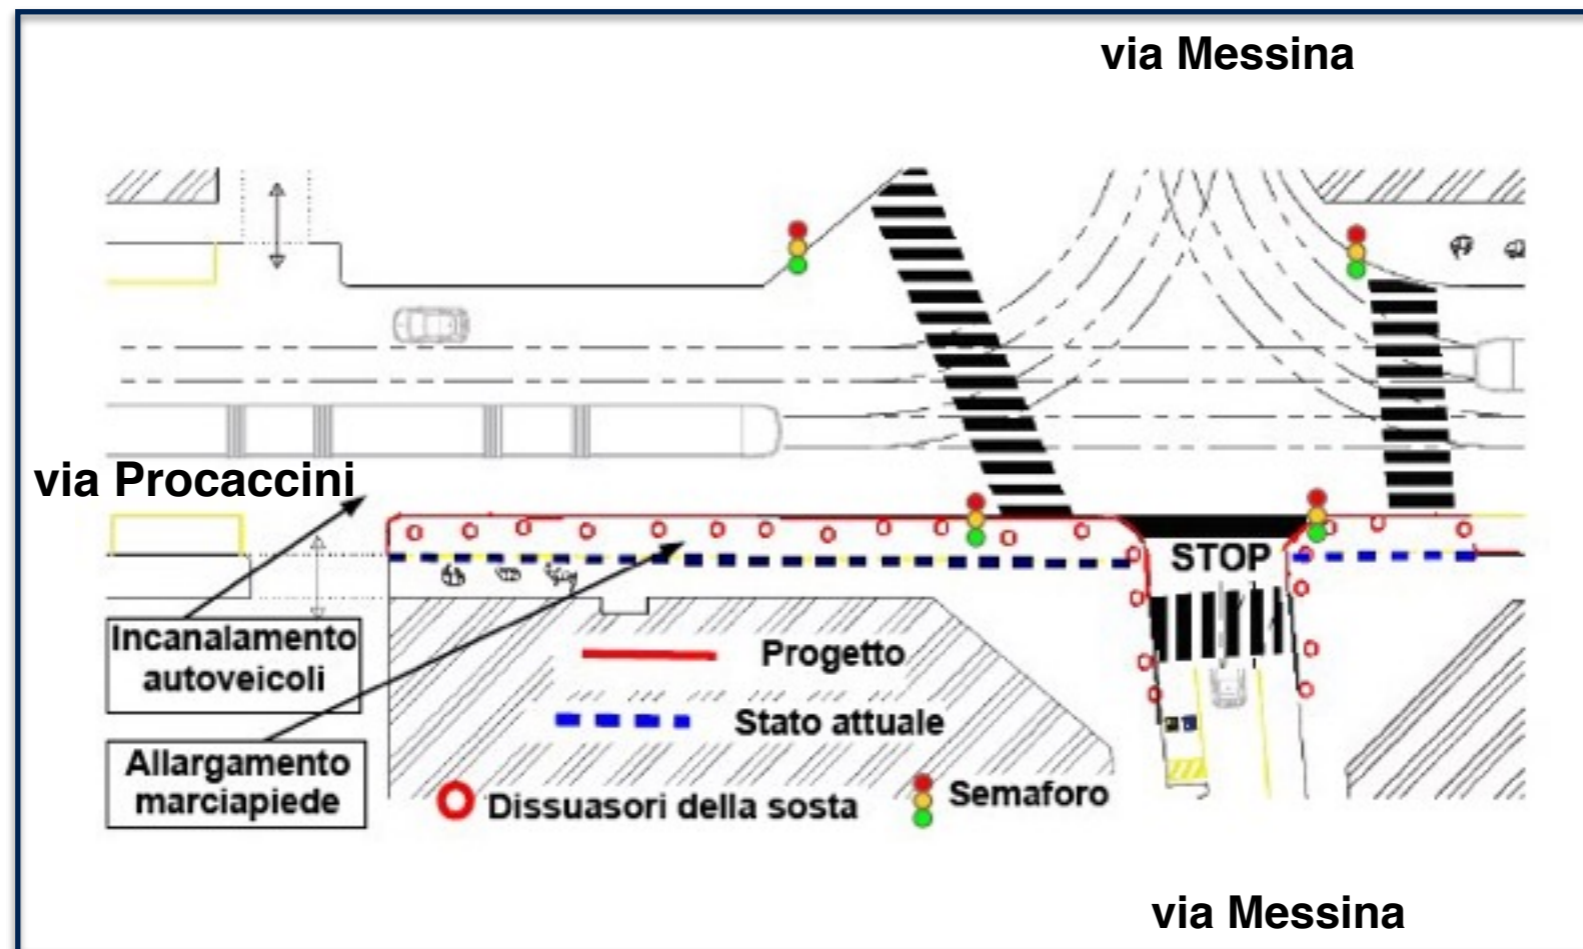 via Messina
via Procaccini
STOP
Incanalamento
autoveicoli
Progetto
Stato attuale
Allargamento
marciapiede
Dissuasori della sosta
Semaforo
via Messina